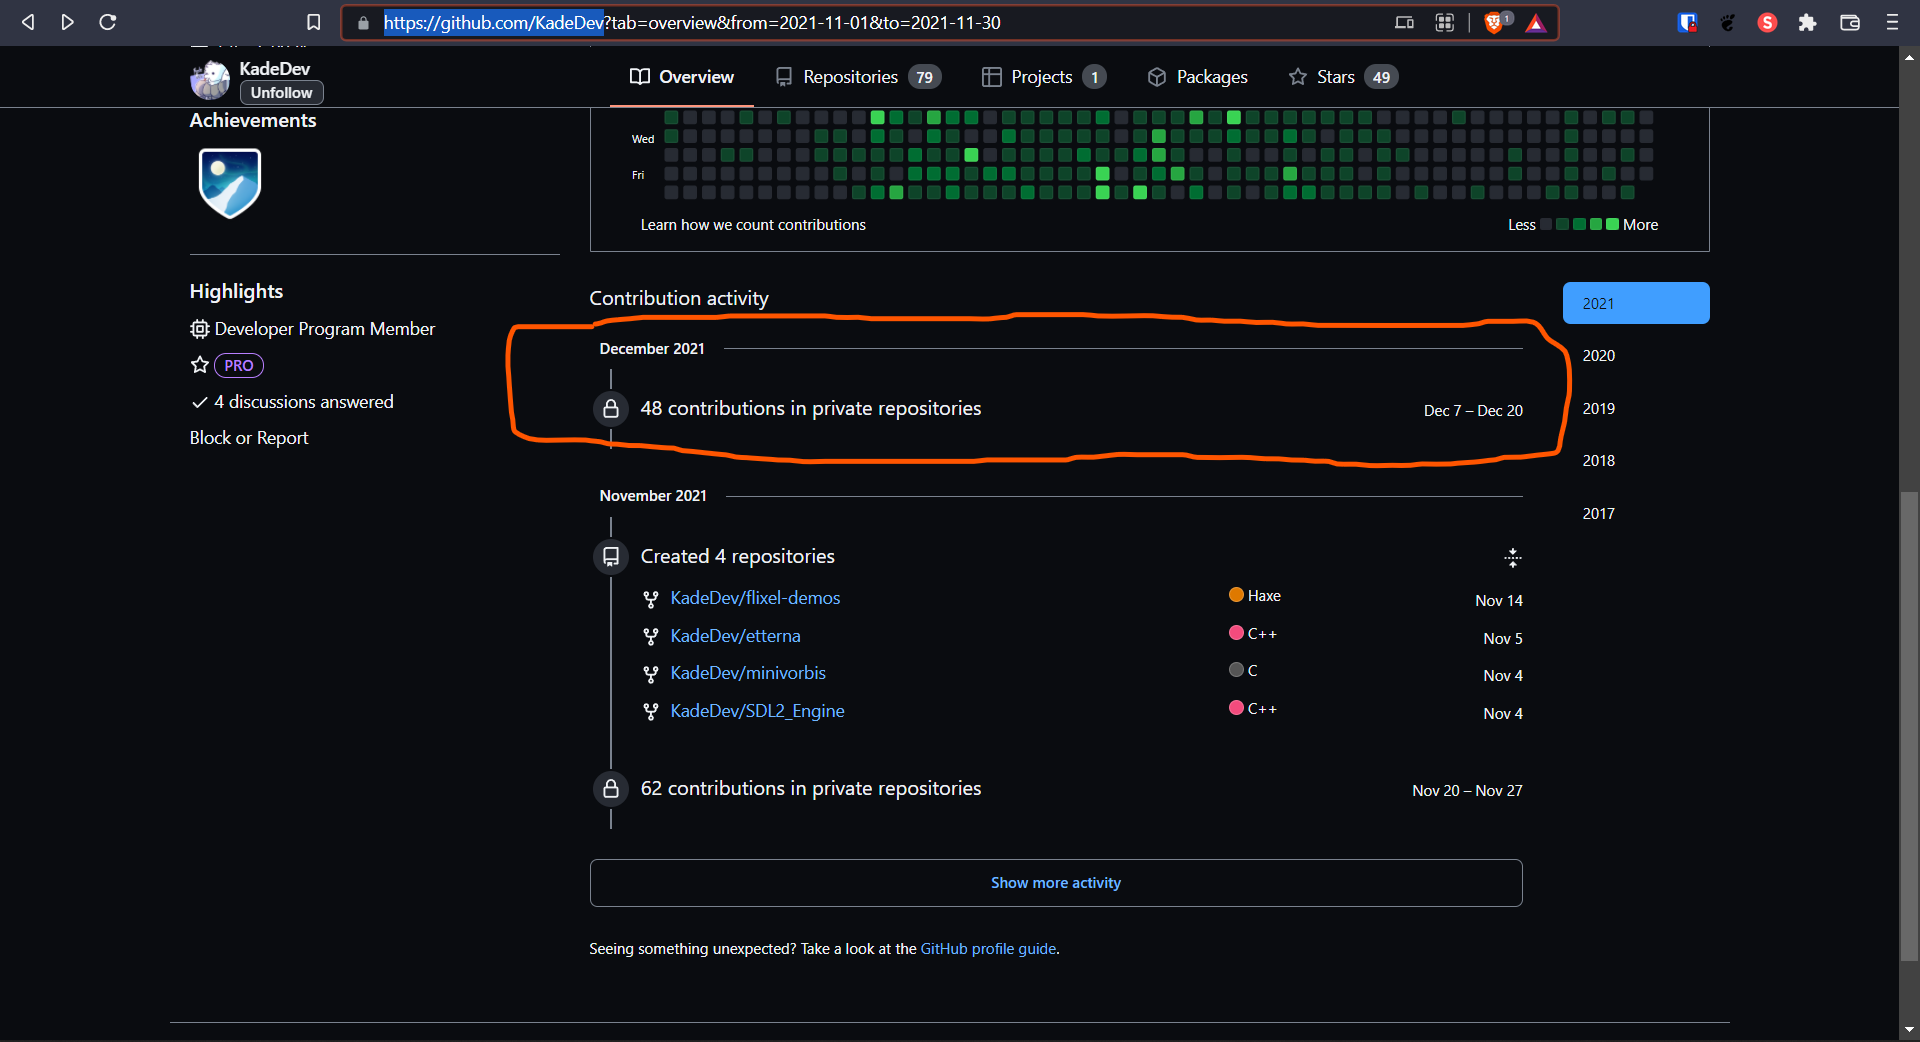 https://github.com/KadeDev?tab=overview&from=2021-11-01&to=2021-11-30
1
S
KadeDev
Unfollow
Overview
Repositories 79
Projects 1
Packages
Stars 49
Achievements
Wed
Fri
Learn how we count contributions
Less
More
Highlights
Developer Program Member
PRO
4 discussions answered
Block or Report
Contribution activity
2021
2020
2019
2018
2017
December 2021
48 contributions in private repositories
Dec 7 – Dec 20
November 2021
Created 4 repositories
KadeDev/flixel-demos Haxe Nov 14
KadeDev/etterna C++ Nov 5
KadeDev/minivorbis C Nov 4
KadeDev/SDL2_Engine C++ Nov 4
62 contributions in private repositories
Nov 20 – Nov 27
Show more activity
Seeing something unexpected? Take a look at the GitHub profile guide.